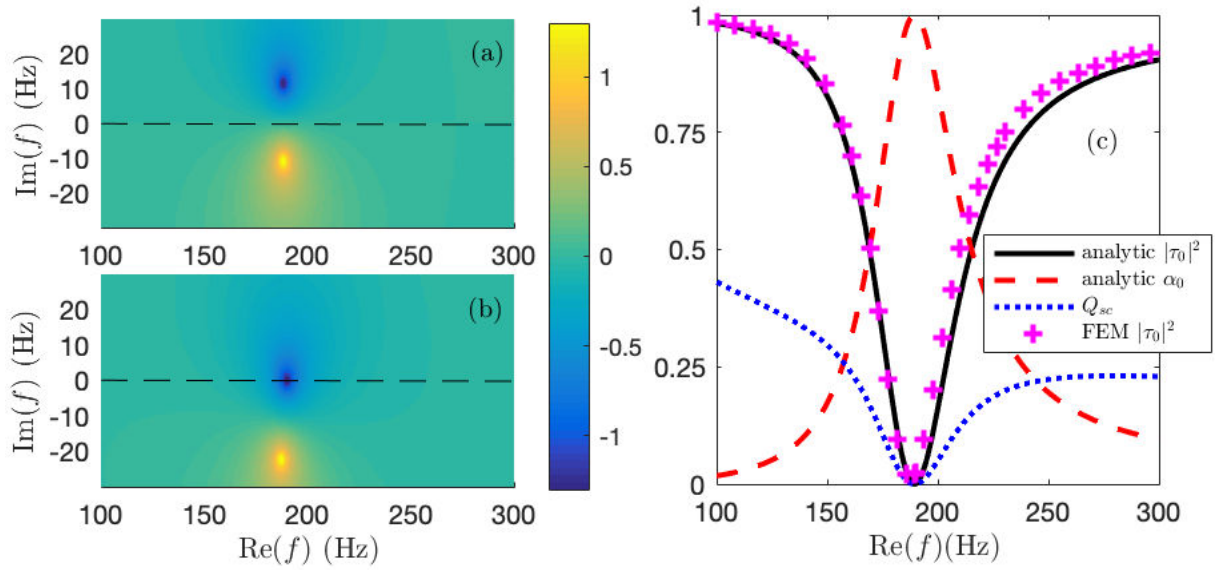 (a)
20
10
0
-10
-20
Im(f) (Hz)
100 150 200 250 300
(b)
20
10
0
-10
-20
Im(f) (Hz)
100 150 200 250 300
Re(f) (Hz)
1
0.5
0
-0.5
-1
(c)
1
0.75
0.5
0.25
0
100 150 200 250 300
Re(f)(Hz)
analytic |τ₀|²
analytic α₀
Q_sc
FEM |τ₀|²